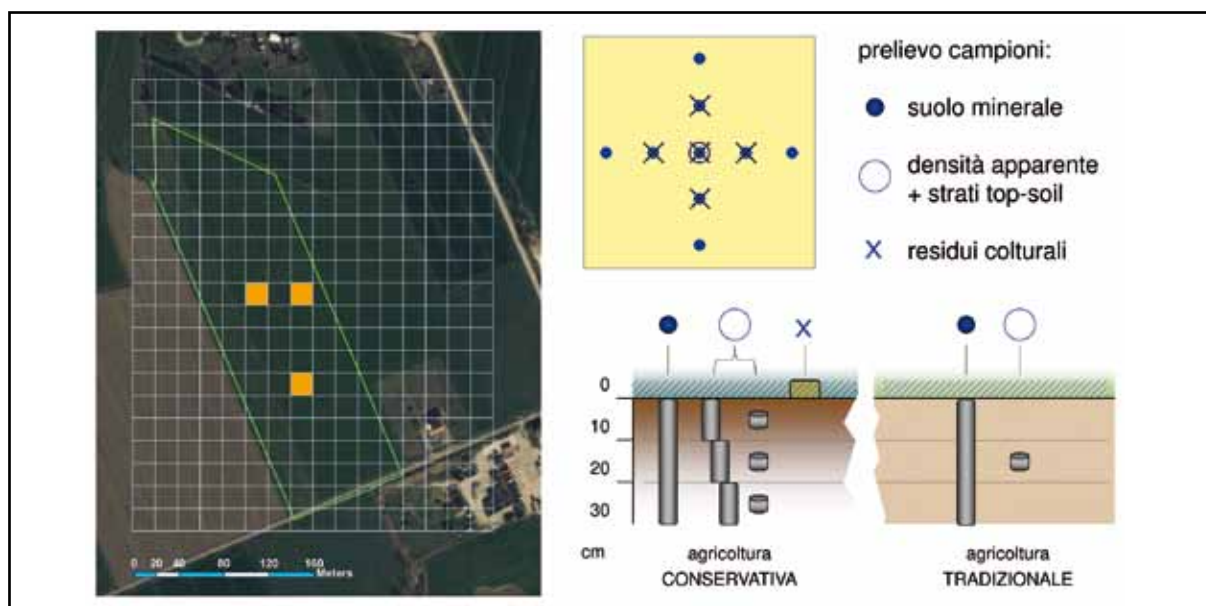 prelievo campioni:
suolo minerale
densità apparente
+ strati top-soil
X residui colturali
X
0
10
20
30
cm
agricoltura
CONSERVATIVA
agricoltura
TRADIZIONALE
0 20 40 80 120 160
Meters